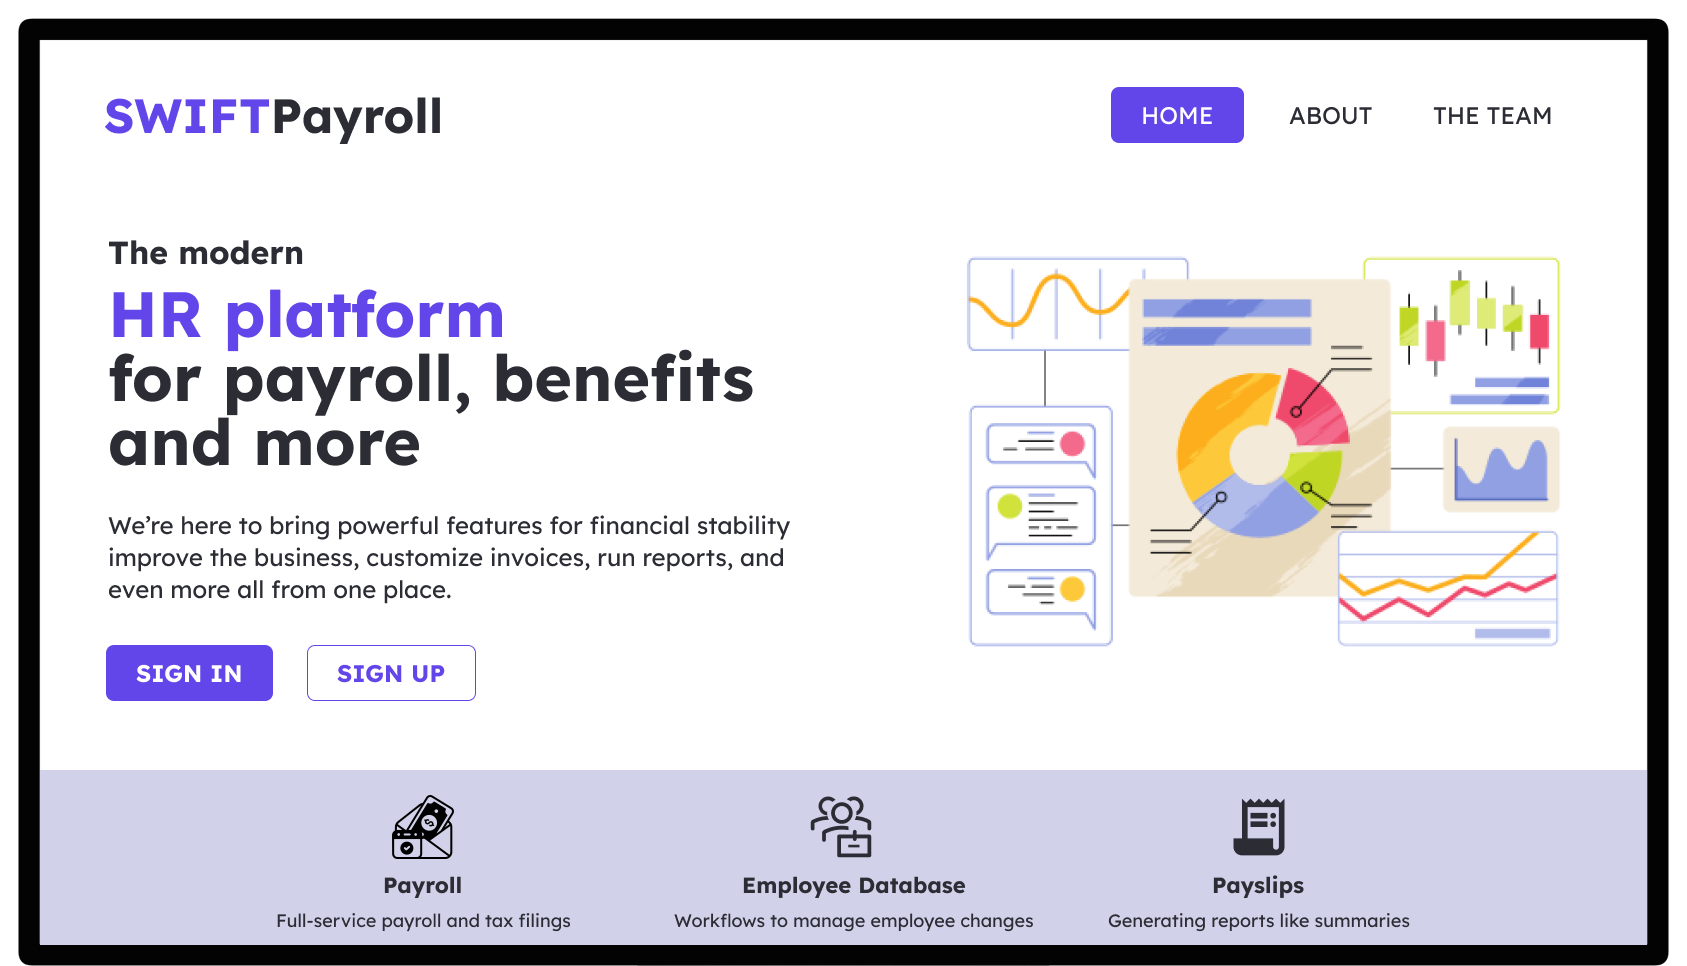 SWIFTPayroll
HOME
ABOUT
THE TEAM
The modern
HR platform
for payroll, benefits
and more
We’re here to bring powerful features for financial stability
improve the business, customize invoices, run reports, and
even more all from one place.
SIGN IN
SIGN UP
Payroll
Full-service payroll and tax filings
Employee Database
Workflows to manage employee changes
Payslips
Generating reports like summaries